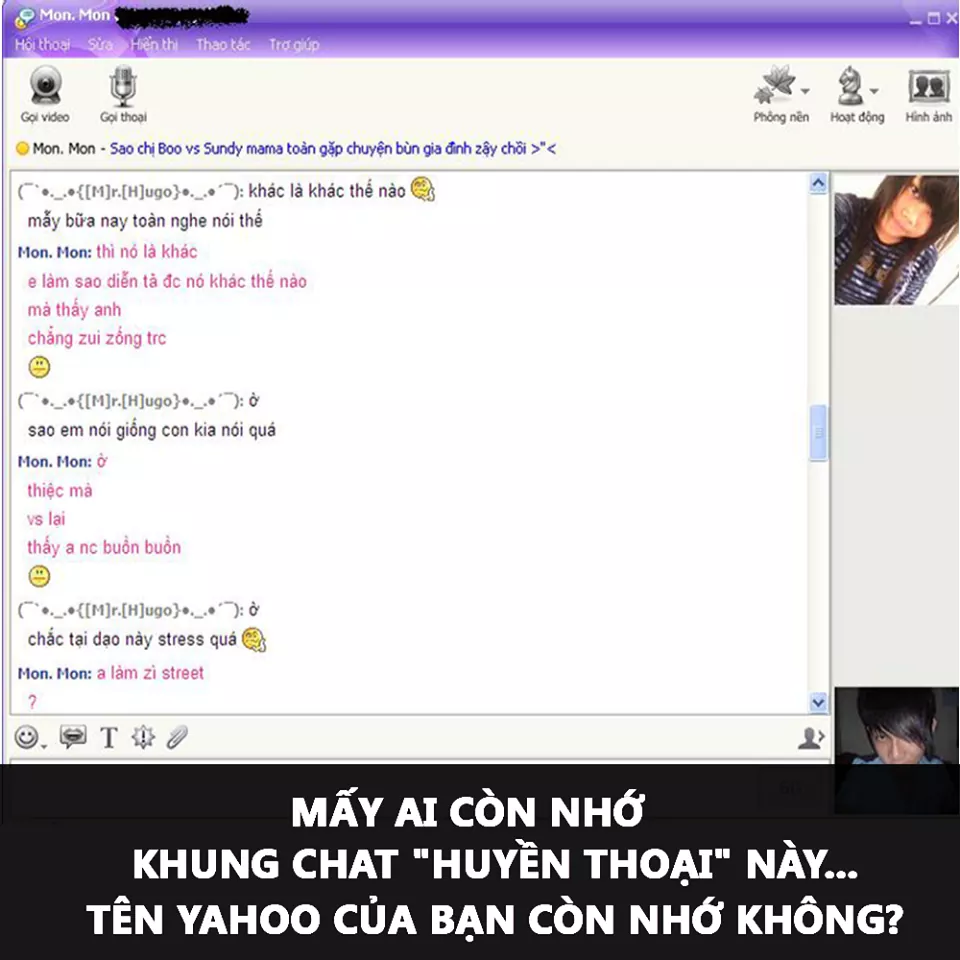 Mon. Mon
Hội thoại Sửa Hiển thị Thao tác Trợ giúp
Gọi video Gọi thoại Phông nền Hoạt động Hình ảnh
Mon. Mon - Sao chị Boo vs Sundy mama toàn gặp chuyện bùn gia đình zậy chồi >"<
(¯`•._.•{[M]r.[H]ugo}•._.•´¯): khác là khác thế nào
mấy bữa nay toàn nghe nói thế
Mon. Mon: thì nó là khác
e làm sao diễn tả đc nó khác thế nào
mà thấy anh
chẳng zui zống trc
(¯`•._.•{[M]r.[H]ugo}•._.•´¯): ờ
sao em nói giống con kia nói quá
Mon. Mon: ờ
thiệc mà
vs lại
thấy a nc buồn buồn
(¯`•._.•{[M]r.[H]ugo}•._.•´¯): ờ
chắc tại dạo này stress quá
Mon. Mon: a làm zì street
?
MẤY AI CÒN NHỚ
KHUNG CHAT "HUYỀN THOẠI" NÀY...
TÊN YAHOO CỦA BẠN CÒN NHỚ KHÔNG?